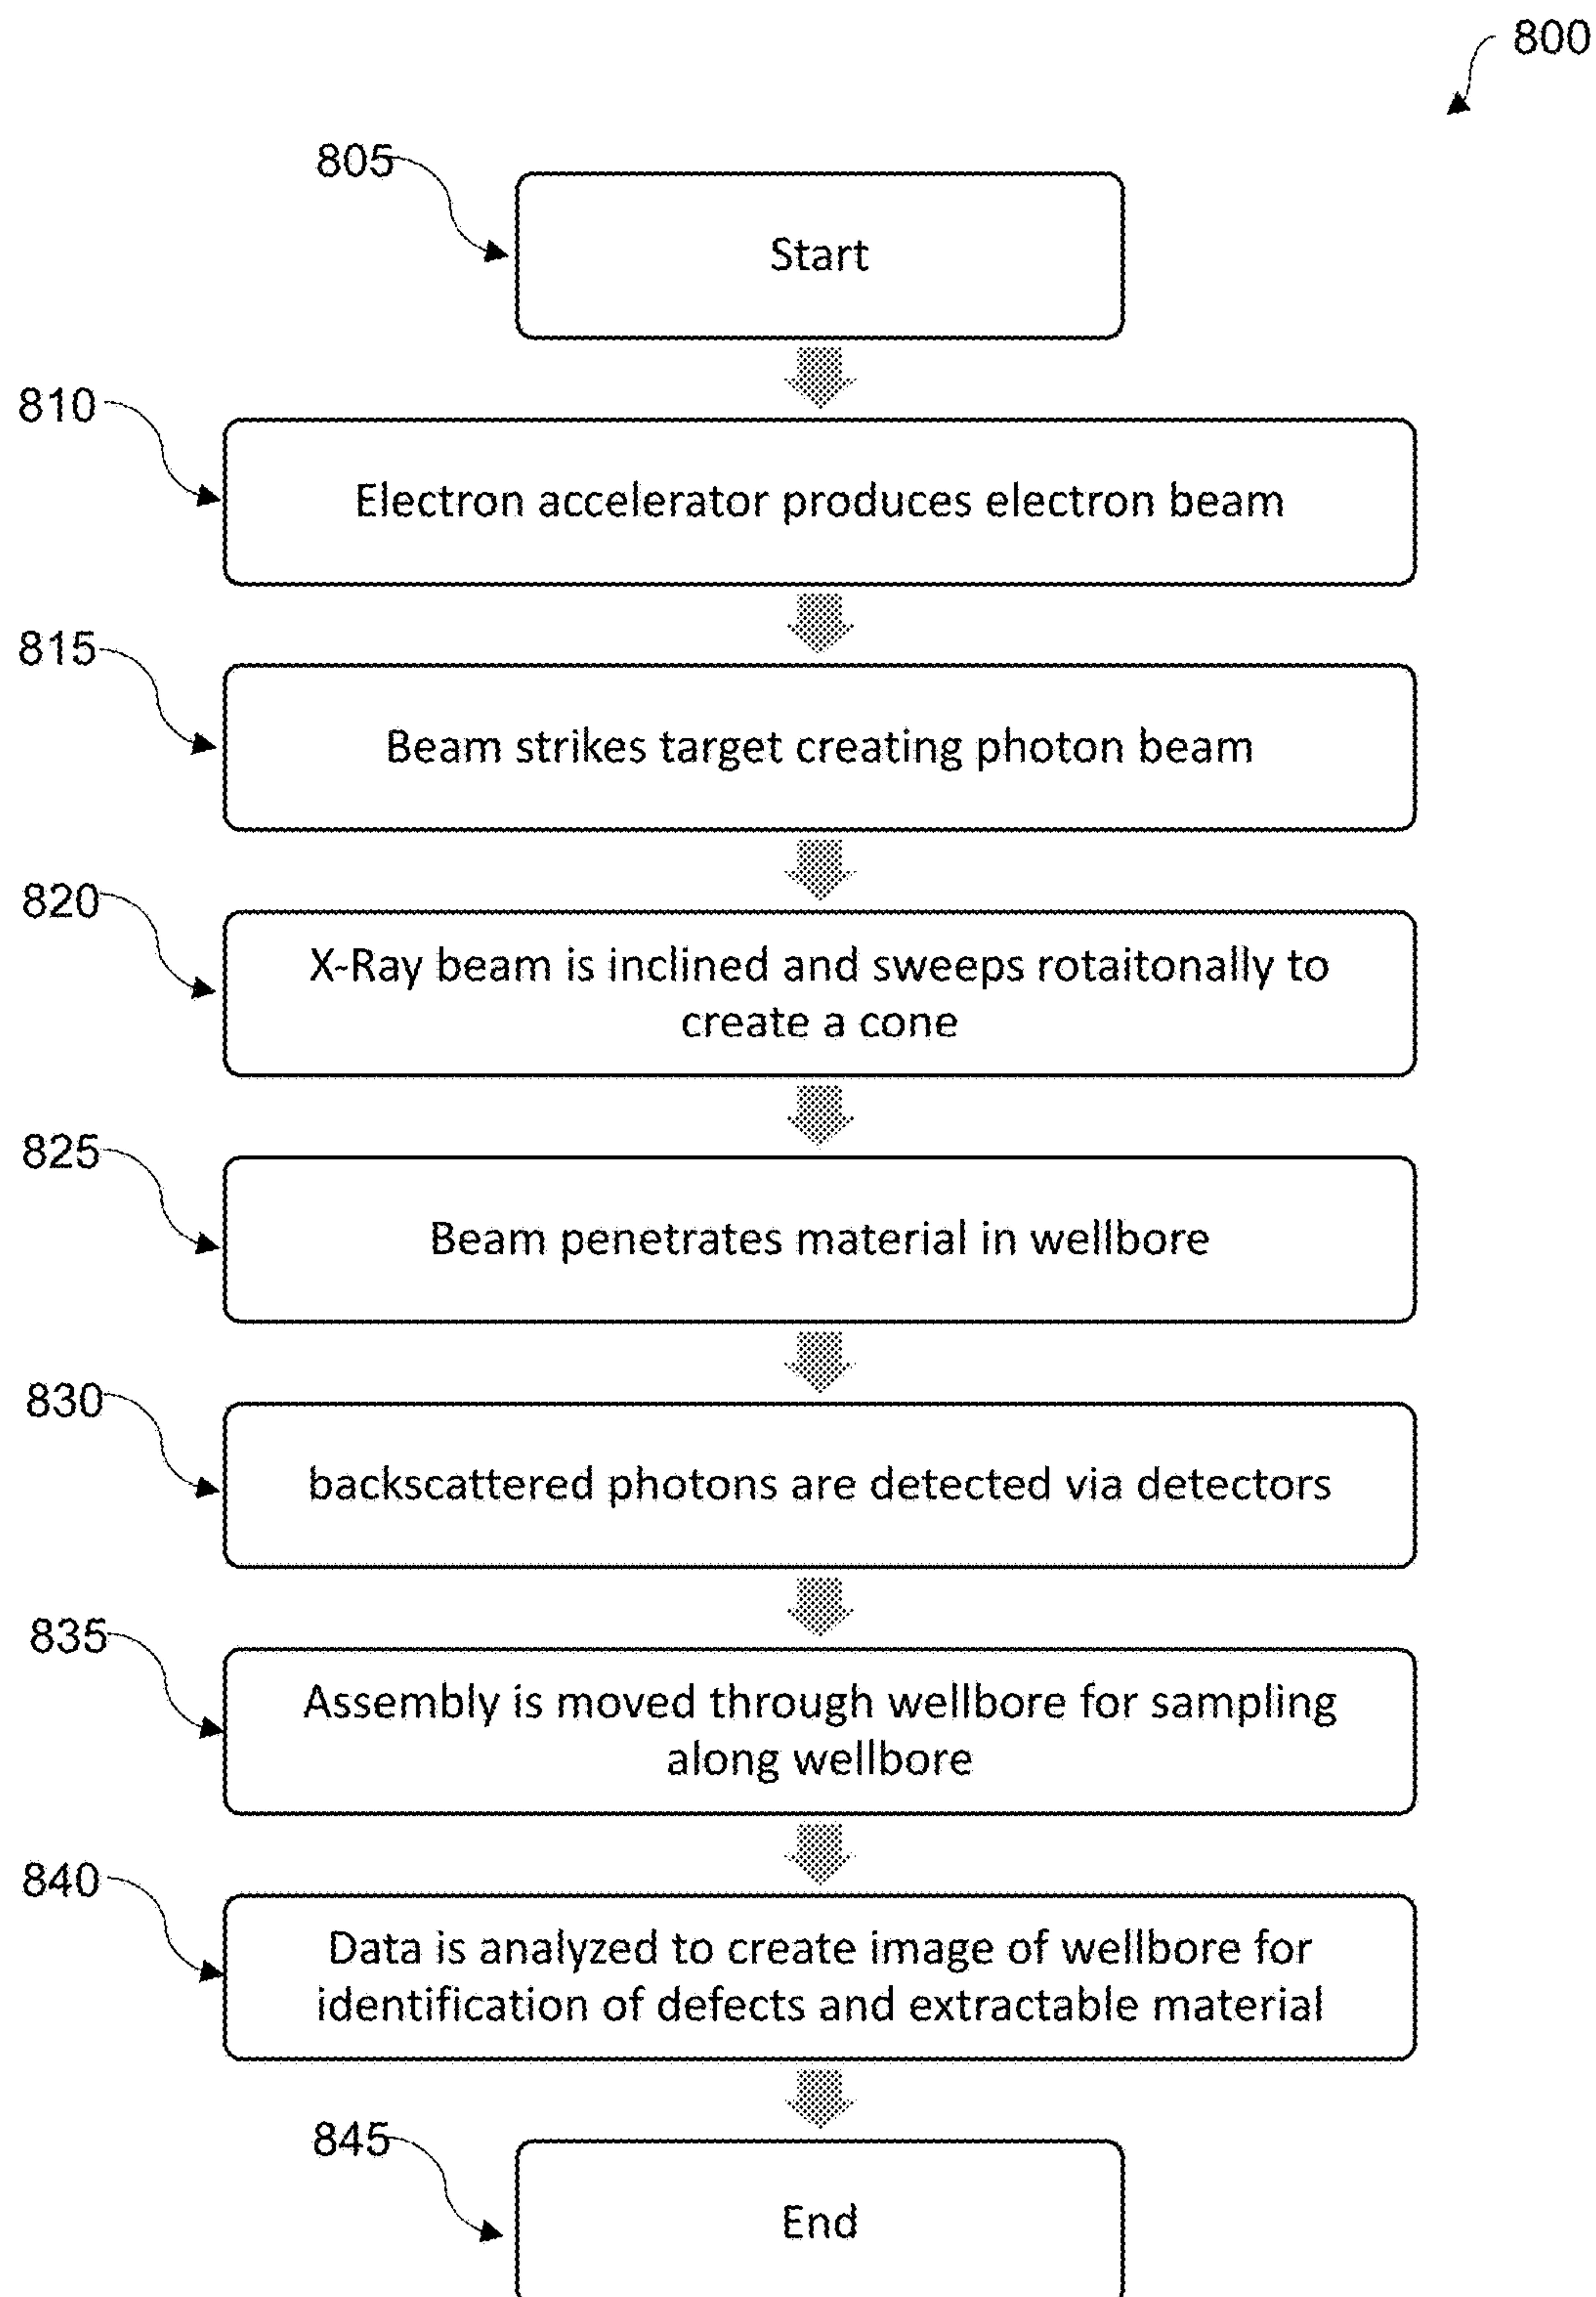 800
805
Start
810
Electron accelerator produces electron beam
815
Beam strikes target creating photon beam
820
X-Ray beam is inclined and sweeps rotaitonally to
create a cone
825
Beam penetrates material in wellbore
830
backscattered photons are detected via detectors
835
Assembly is moved through wellbore for sampling
along wellbore
840
Data is analyzed to create image of wellbore for
identification of defects and extractable material
845
End